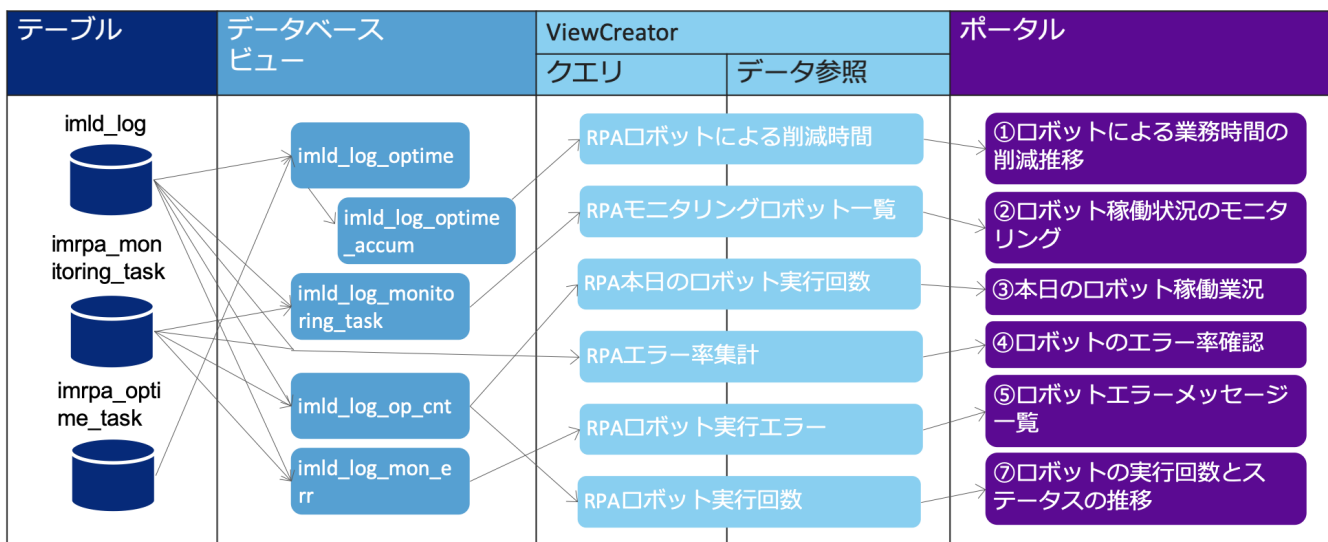 テーブル
データベース
ビュー
ViewCreator
クエリ
データ参照
ポータル
imld_log
imrpa_mon
itoring_task
imrpa_opti
me_task
imld_log_optime
imld_log_optime
_accum
imld_log_monito
ring_task
imld_log_op_cnt
imld_log_mon_e
rr
RPAロボットによる削減時間
RPAモニタリングロボット一覧
RPA本日のロボット実行回数
RPAエラー率集計
RPAロボット実行エラー
RPAロボット実行回数
①ロボットによる業務時間の
削減推移
②ロボット稼働状況のモニタ
リング
③本日のロボット稼働業況
④ロボットのエラー率確認
⑤ロボットエラーメッセージ
一覧
⑦ロボットの実行回数とス
テータスの推移